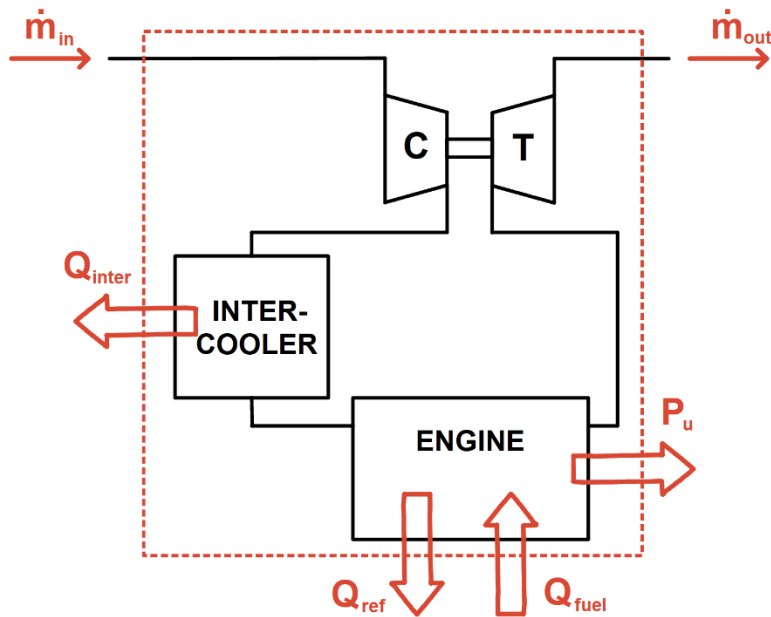 ṁin
ṁout
C
T
Qinter
INTER-
COOLER
ENGINE
Pu
Qref
Qfuel